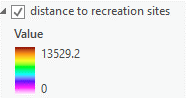 distance to recreation sites
Value
13529.2
0